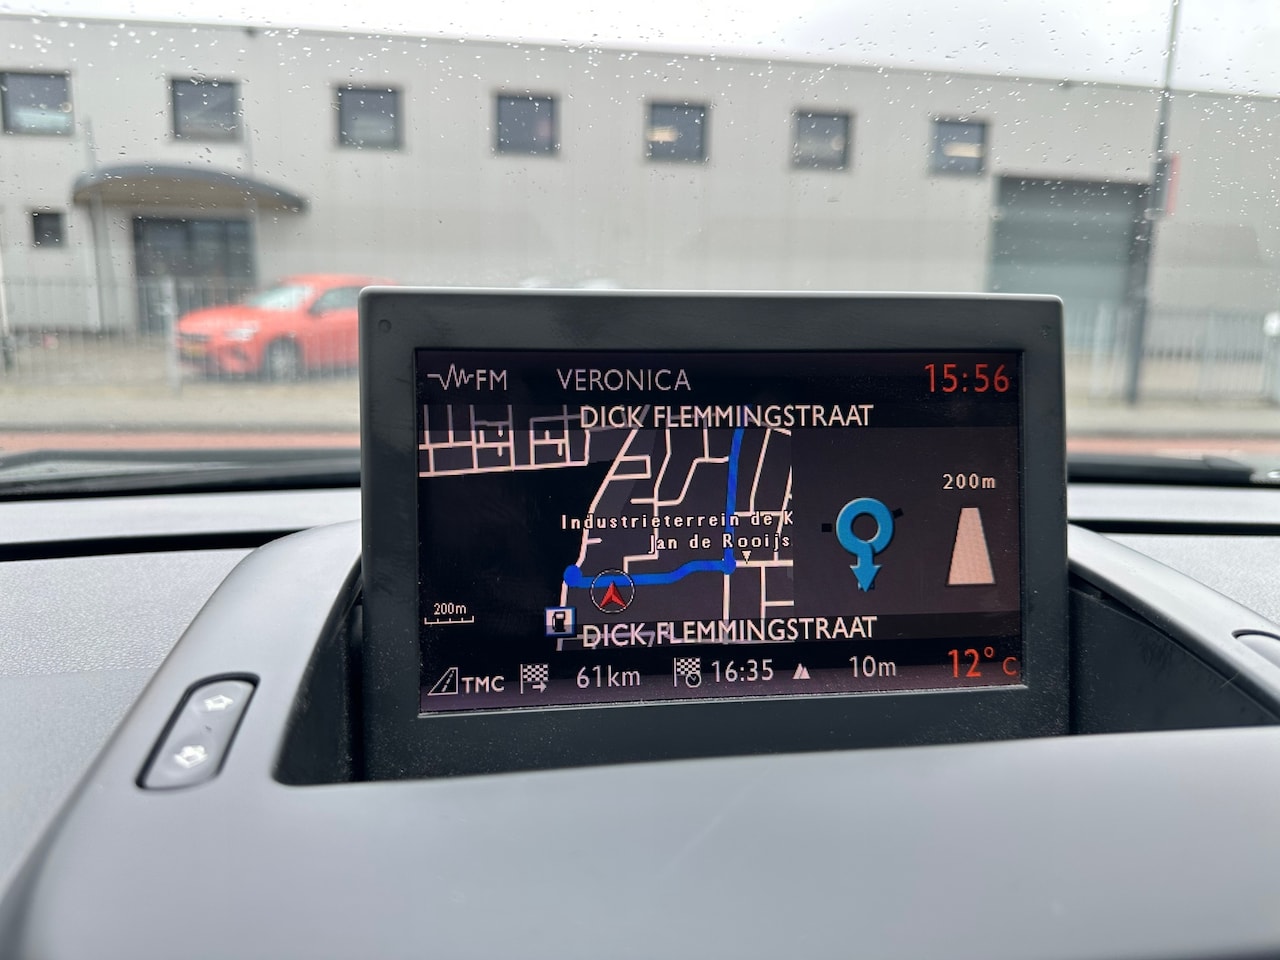 FM VERONICA 15:56
DICK FLEMMINGSTRAAT
200m
Industrieterrein de K
Jan de Rooijs
200m
DICK FLEMMINGSTRAAT
TMC 61km 16:35 10m 12° C